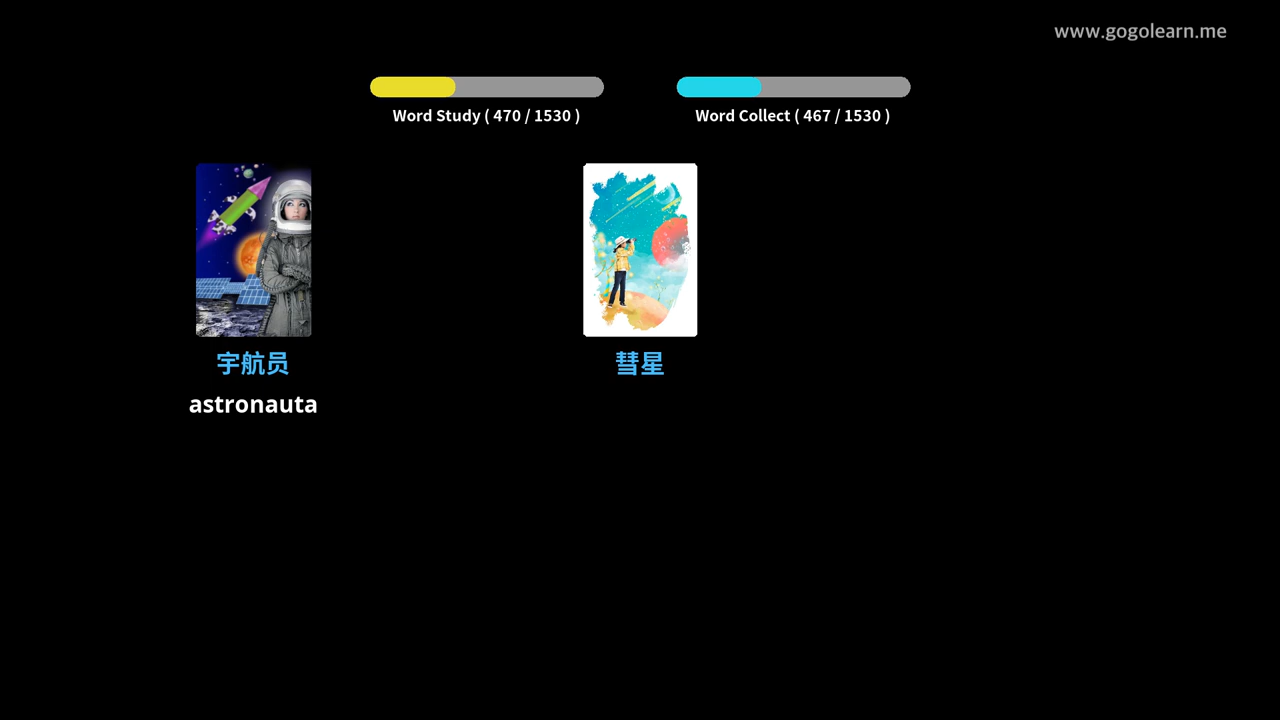 www.gogolearn.me
Word Study ( 470 / 1530 )
Word Collect ( 467 / 1530 )
宇航员
彗星
astronauta